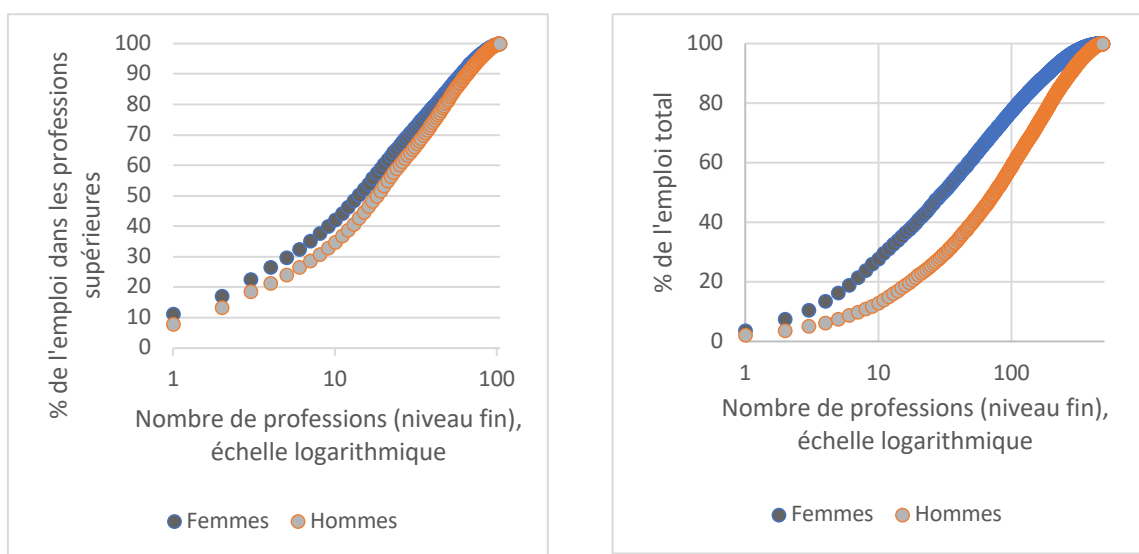 % de l'emploi dans les professions
supérieures
100
90
80
70
60
50
40
30
20
10
0
1
10
100
Nombre de professions (niveau fin),
échelle logarithmique
Femmes
Hommes
% de l'emploi total
100
80
60
40
20
0
1
10
100
Nombre de professions (niveau fin),
échelle logarithmique
Femmes
Hommes